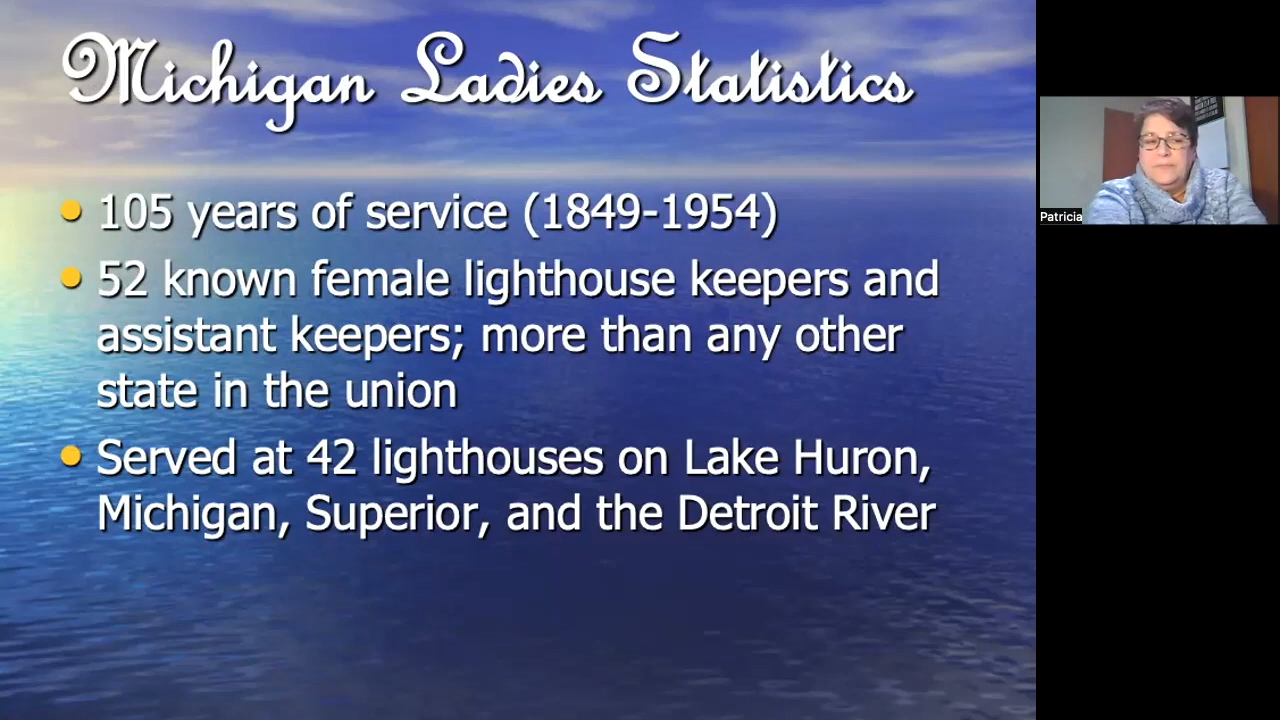 Michigan Ladies Statistics
• 105 years of service (1849-1954)
• 52 known female lighthouse keepers and
assistant keepers; more than any other
state in the union
• Served at 42 lighthouses on Lake Huron,
Michigan, Superior, and the Detroit River
Patricia